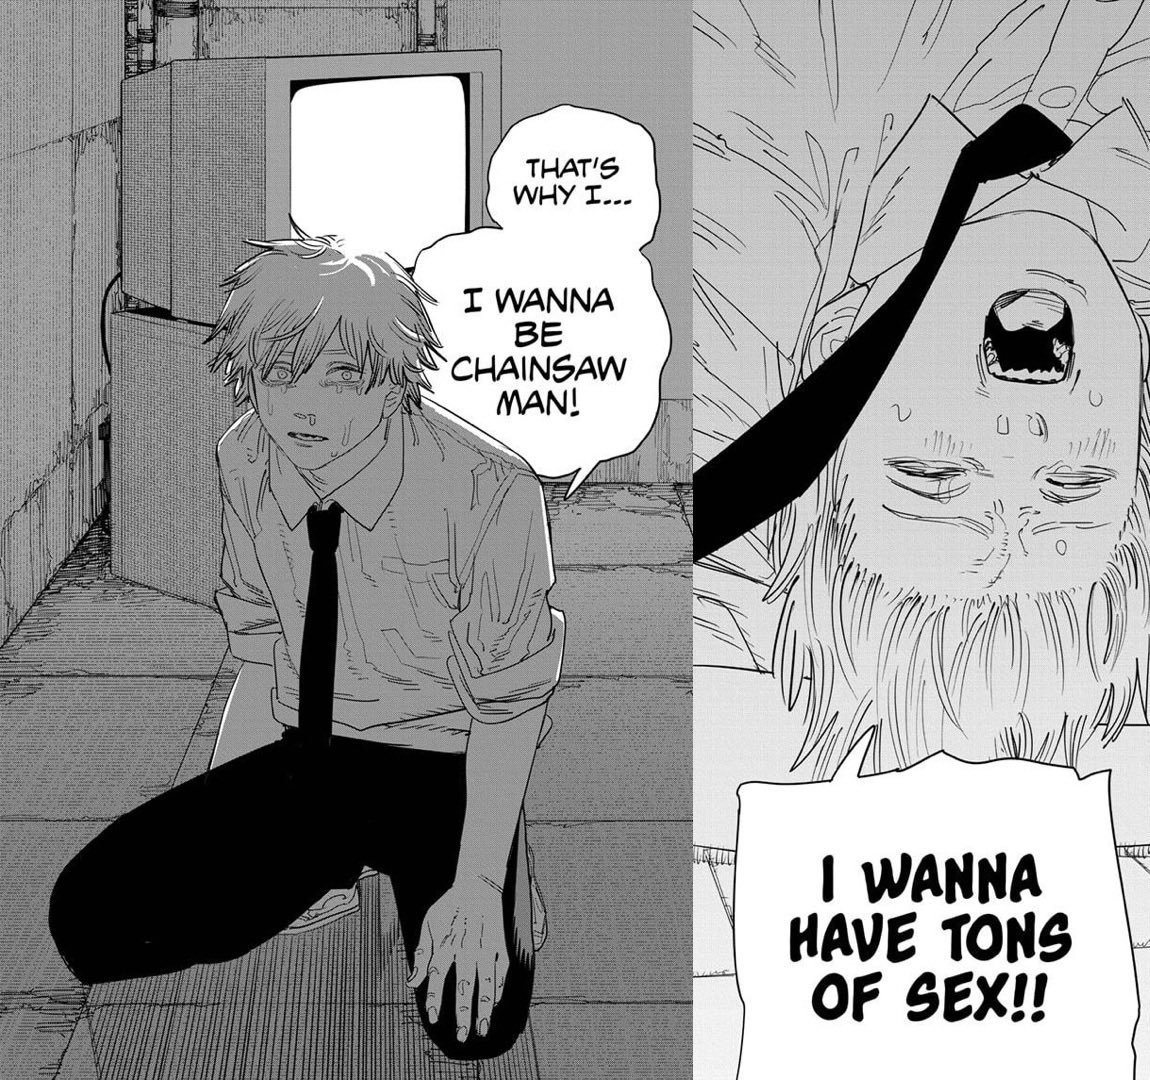 THAT'S
WHY I...
I WANNA
BE
CHAINSAW
MAN!
I WANNA
HAVE TONS
OF SEX!!